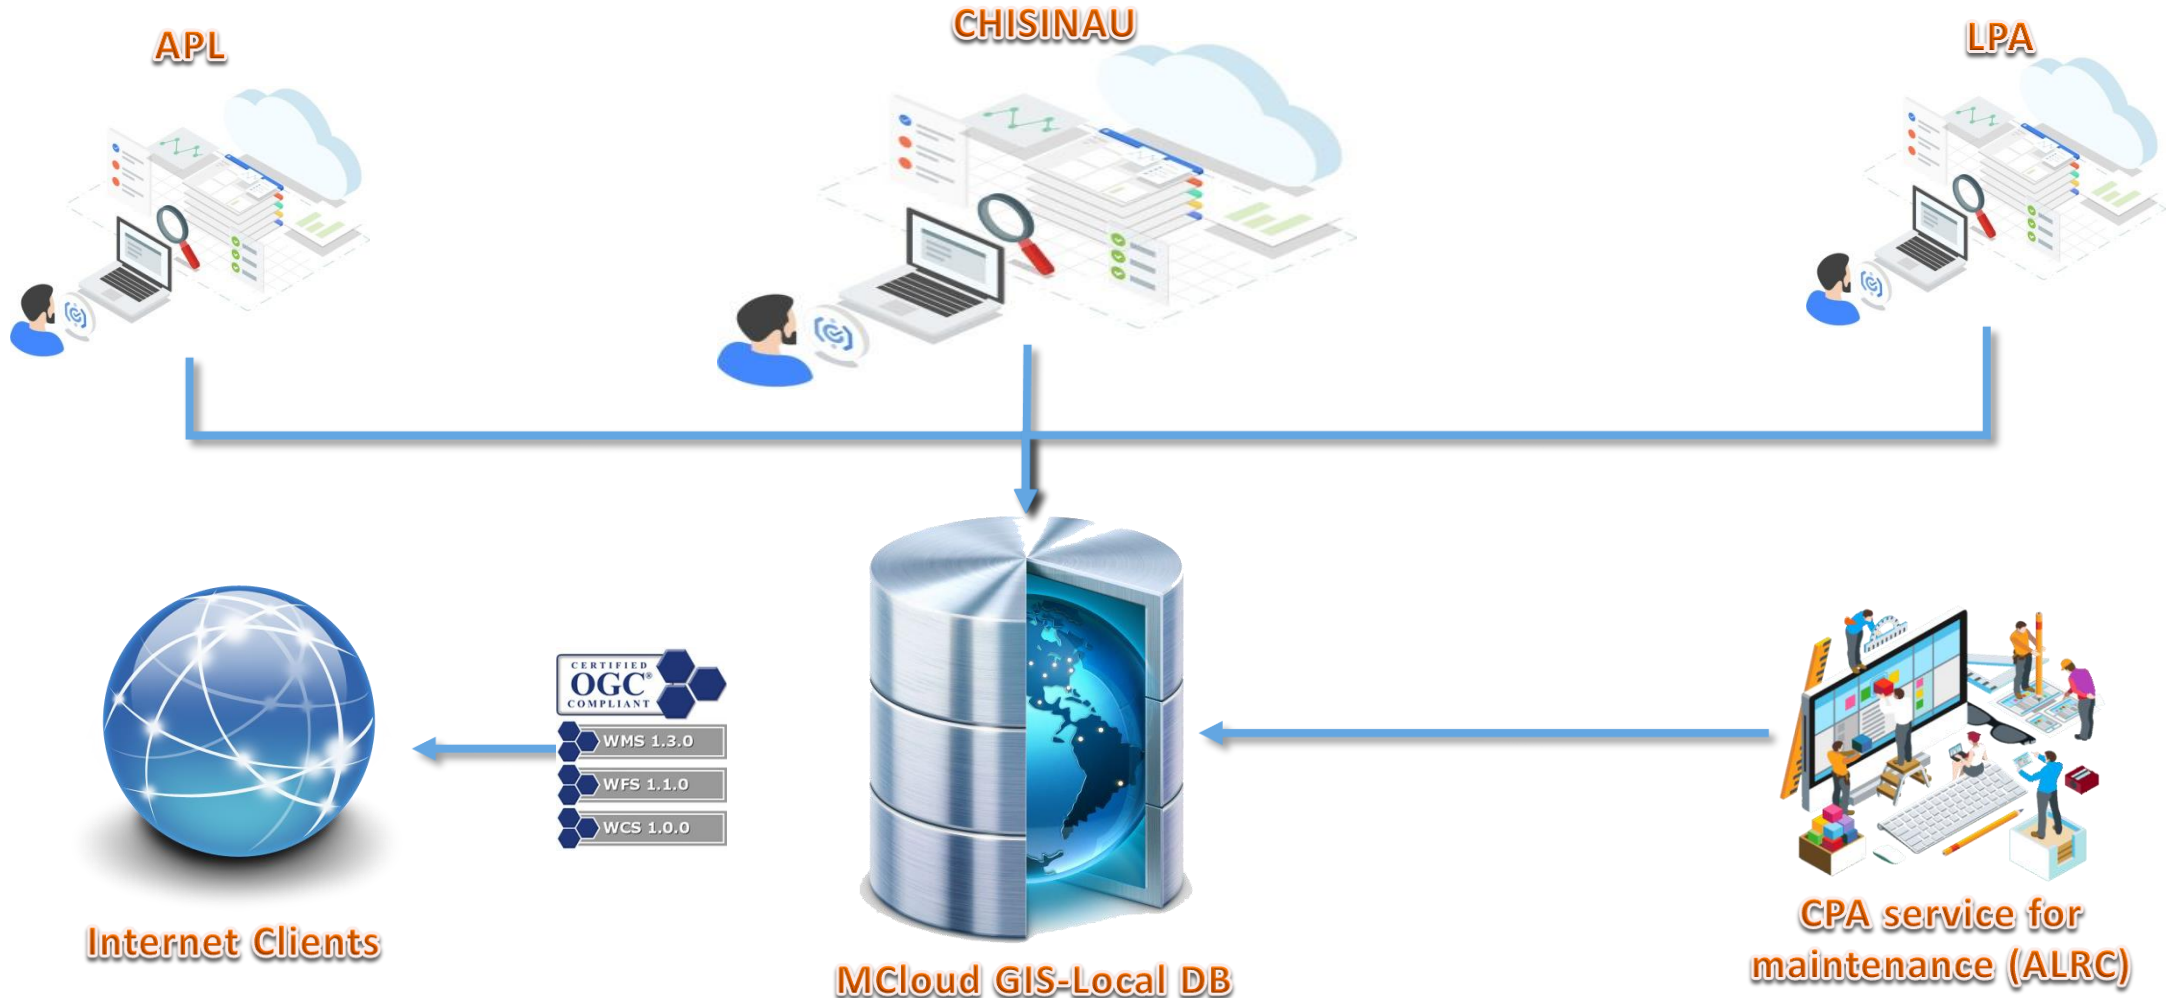 APL
CHISINAU
LPA
CERTIFIED
OGC®
COMPLIANT
WMS 1.3.0
WFS 1.1.0
WCS 1.0.0
Internet Clients
MCloud GIS-Local DB
CPA service for
maintenance (ALRC)